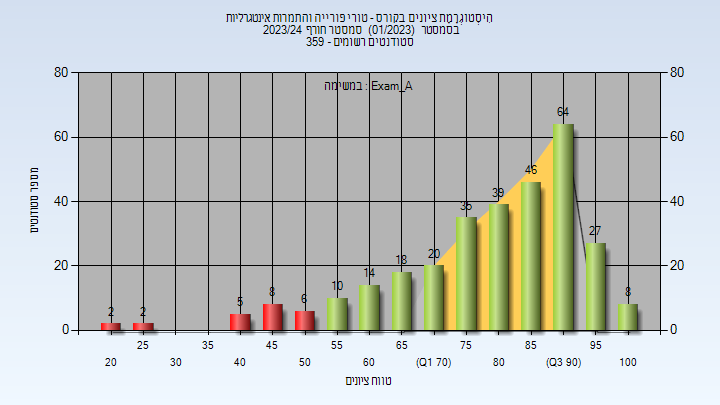 הִיסְטוֹגְרָמַת ציונים בקורס - טורי פורייה והתמרות אינטגרליות
בסמסטר (01/2023) סמסטר חורף 2023/24
סטודנטים רשומים - 359
במשימה : Exam_A
80 80
60 60
40 40
20 20
0 0
2 2 5 8 6 10 14 18 20 35 39 46 64 27 8
מספר סטודנטים
25 35 45 55 65 75 85 95
20 30 40 50 60 (Q1 70) 80 (Q3 90) 100
טווח ציונים